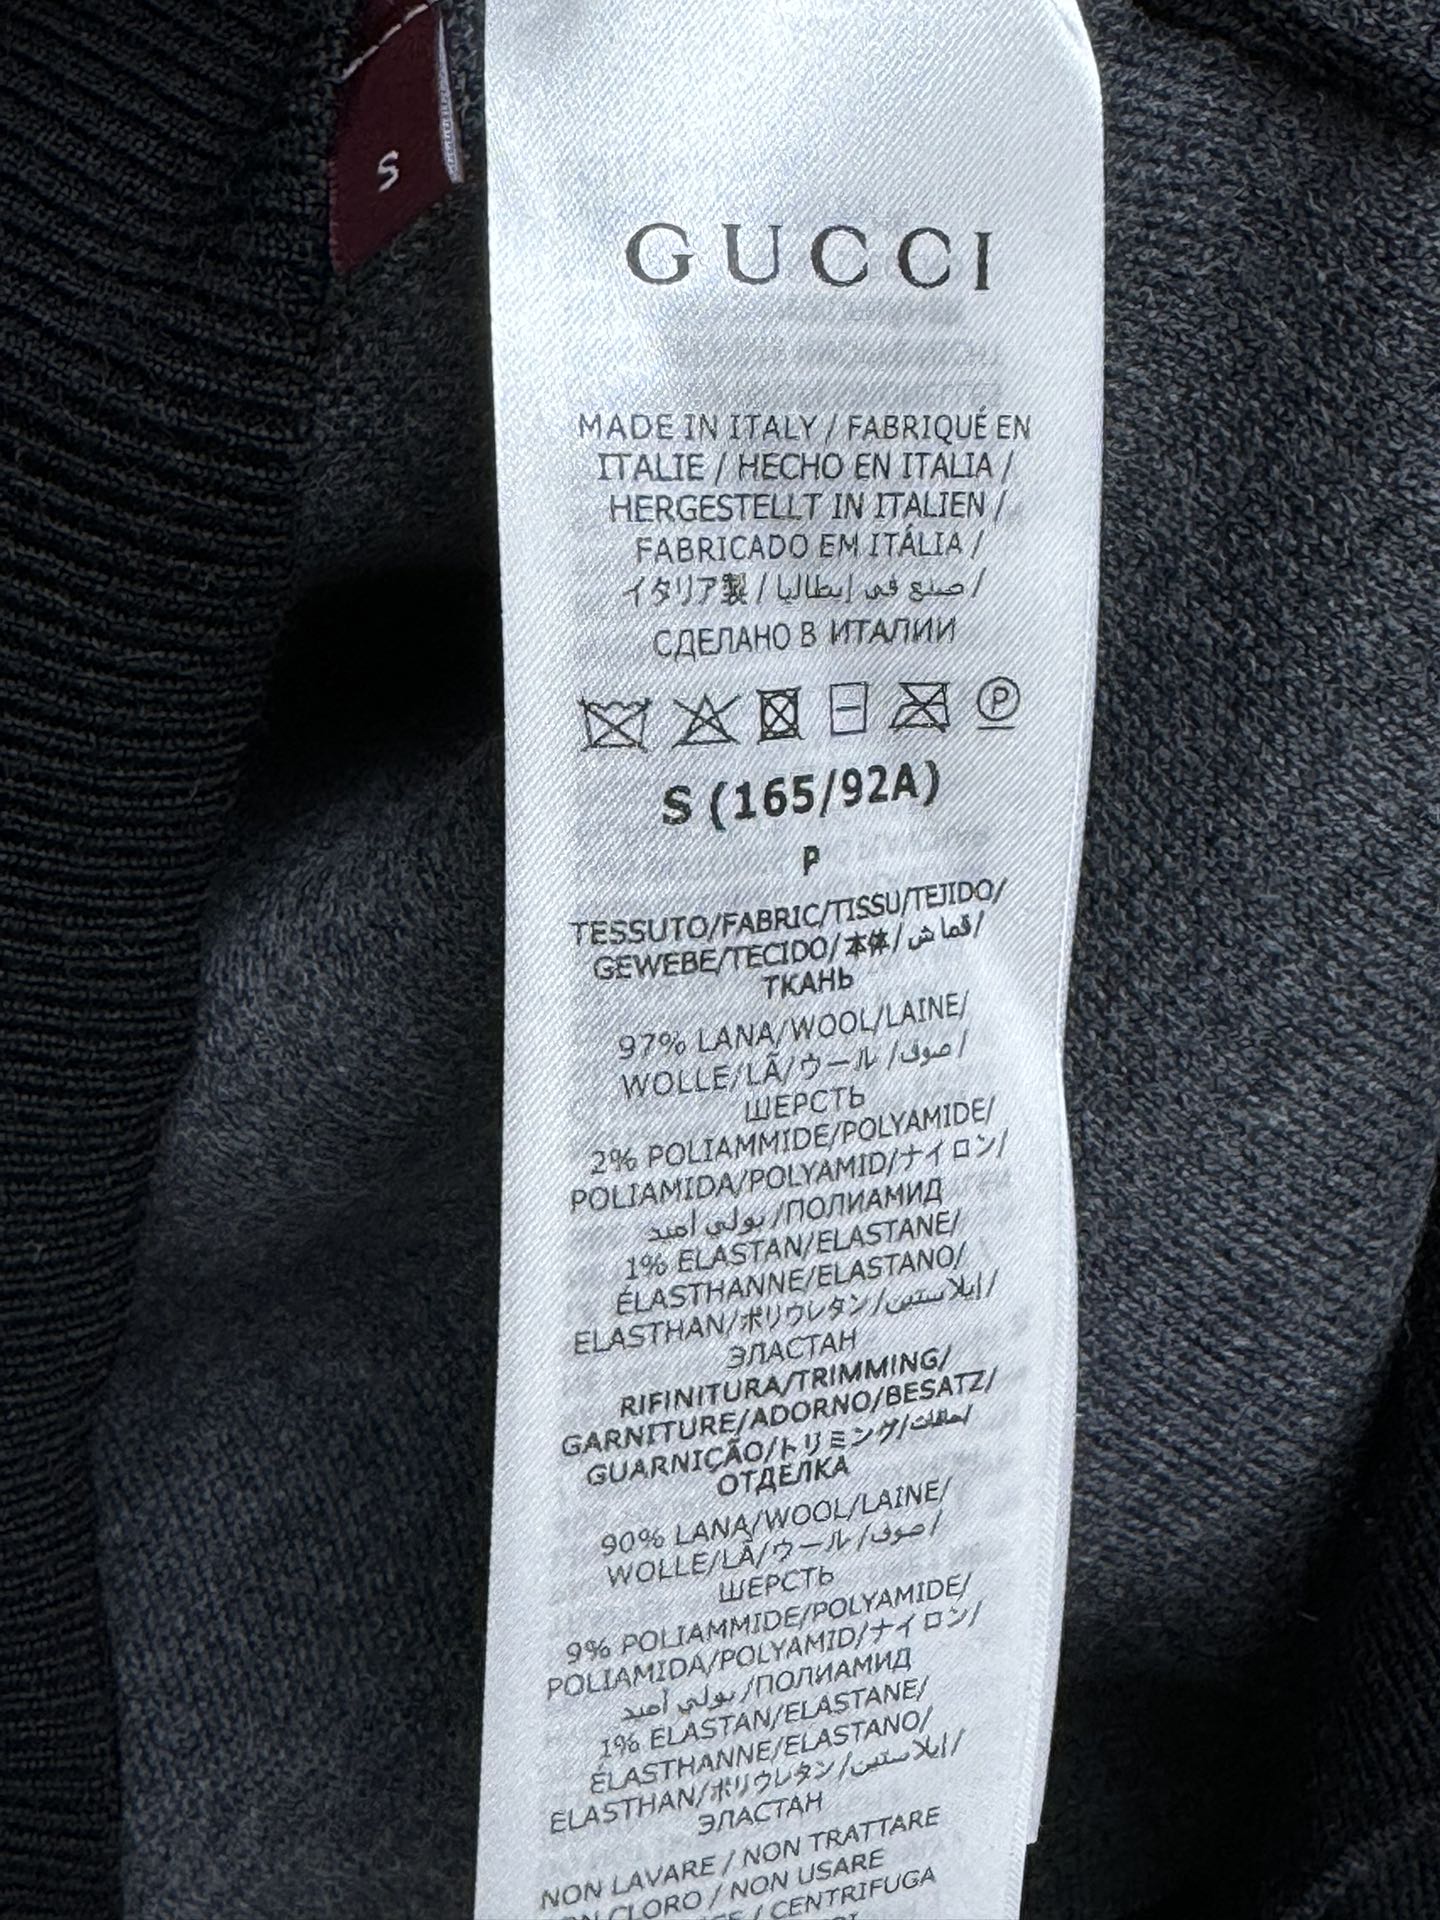 S
GUCCI
MADE IN ITALY / FABRIQUÉ EN
ITALIE / HECHO EN ITALIA /
HERGESTELLT IN ITALIEN /
FABRICADO EM ITÁLIA /
イタリア製 / صنع في إيطاليا /
СДЕЛАНО В ИТАЛИИ
P
S (165/92A)
P
TESSUTO/FABRIC/TISSU/TEJIDO/
GEWEBE/TECIDO/本体/قماش/
ТКАНЬ
97% LANA/WOOL/LAINE/
WOLLE/LÃ/ウール/صوف/
ШЕРСТЬ
2% POLIAMMIDE/POLYAMIDE/
POLIAMIDA/POLYAMID/ナイロン/
بولي أميد/ПОЛИАМИД
1% ELASTAN/ELASTANE/
ÉLASTHANNE/ELASTANO/
ELASTHAN/ポリウレタン/إيلاستين/
ЭЛАСТАН
RIFINITURA/TRIMMING/
GARNITURE/ADORNO/BESATZ/
GUARNIÇÃO/トリミング/حافات/
ОТДЕЛКА
90% LANA/WOOL/LAINE/
WOLLE/LÃ/ウール/صوف/
ШЕРСТЬ
9% POLIAMMIDE/POLYAMIDE/
POLIAMIDA/POLYAMID/ナイロン/
بولي أميد/ПОЛИАМИД
1% ELASTAN/ELASTANE/
ÉLASTHANNE/ELASTANO/
ELASTHAN/ポリウレタン/إيلاستين/
ЭЛАСТАН
NON LAVARE / NON TRATTARE
CLORO / NON USARE
/ CENTRIFUGA